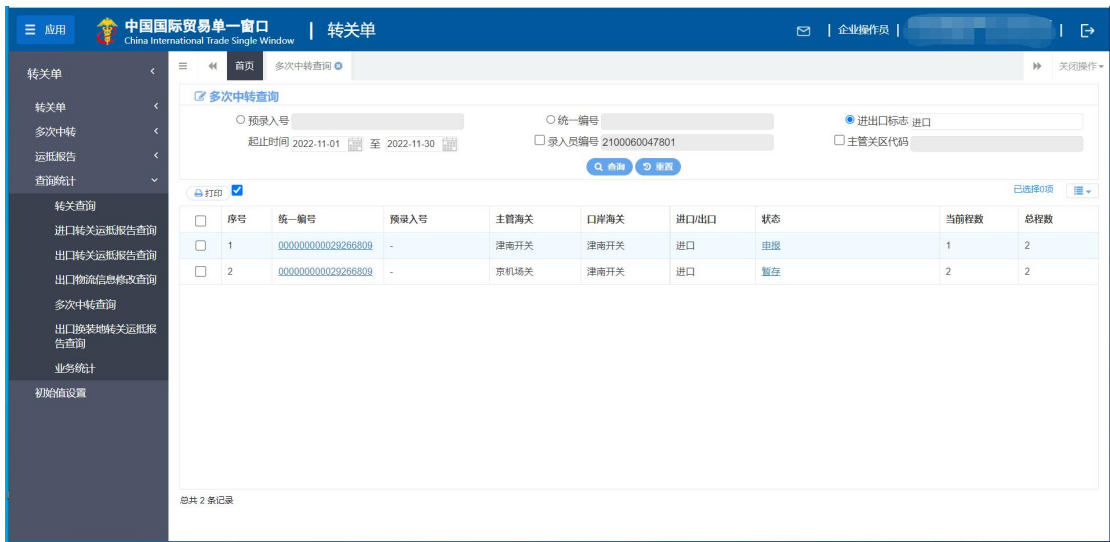 应用 中国国际贸易单一窗口 | 转关单 | 企业操作员 | |
China International Trade Single Window
转关单 首页 多次中转查询 关闭操作
多次中转查询
转关单
预录入号 统一编号 进出口标志 进口
多次中转
起止时间 2022-11-01 至 2022-11-30 录入员编号 2100060047801 主管关区代码
运抵报告
查询 重置
查询统计
打印 已选择0项
转关查询
序号 统一编号 预录入号 主管海关 口岸海关 进口/出口 状态 当前程数 总程数
进口转关运抵报告查询
1 000000000029266809 - 津南开关 津南开关 进口 申报 1 2
出口转关运抵报告查询
2 000000000029266809 - 京机场关 津南开关 进口 暂存 2 2
出口物流信息修改查询
多次中转查询
出口换装地转关运抵报
告查询
业务统计
初始值设置
总共 2 条记录